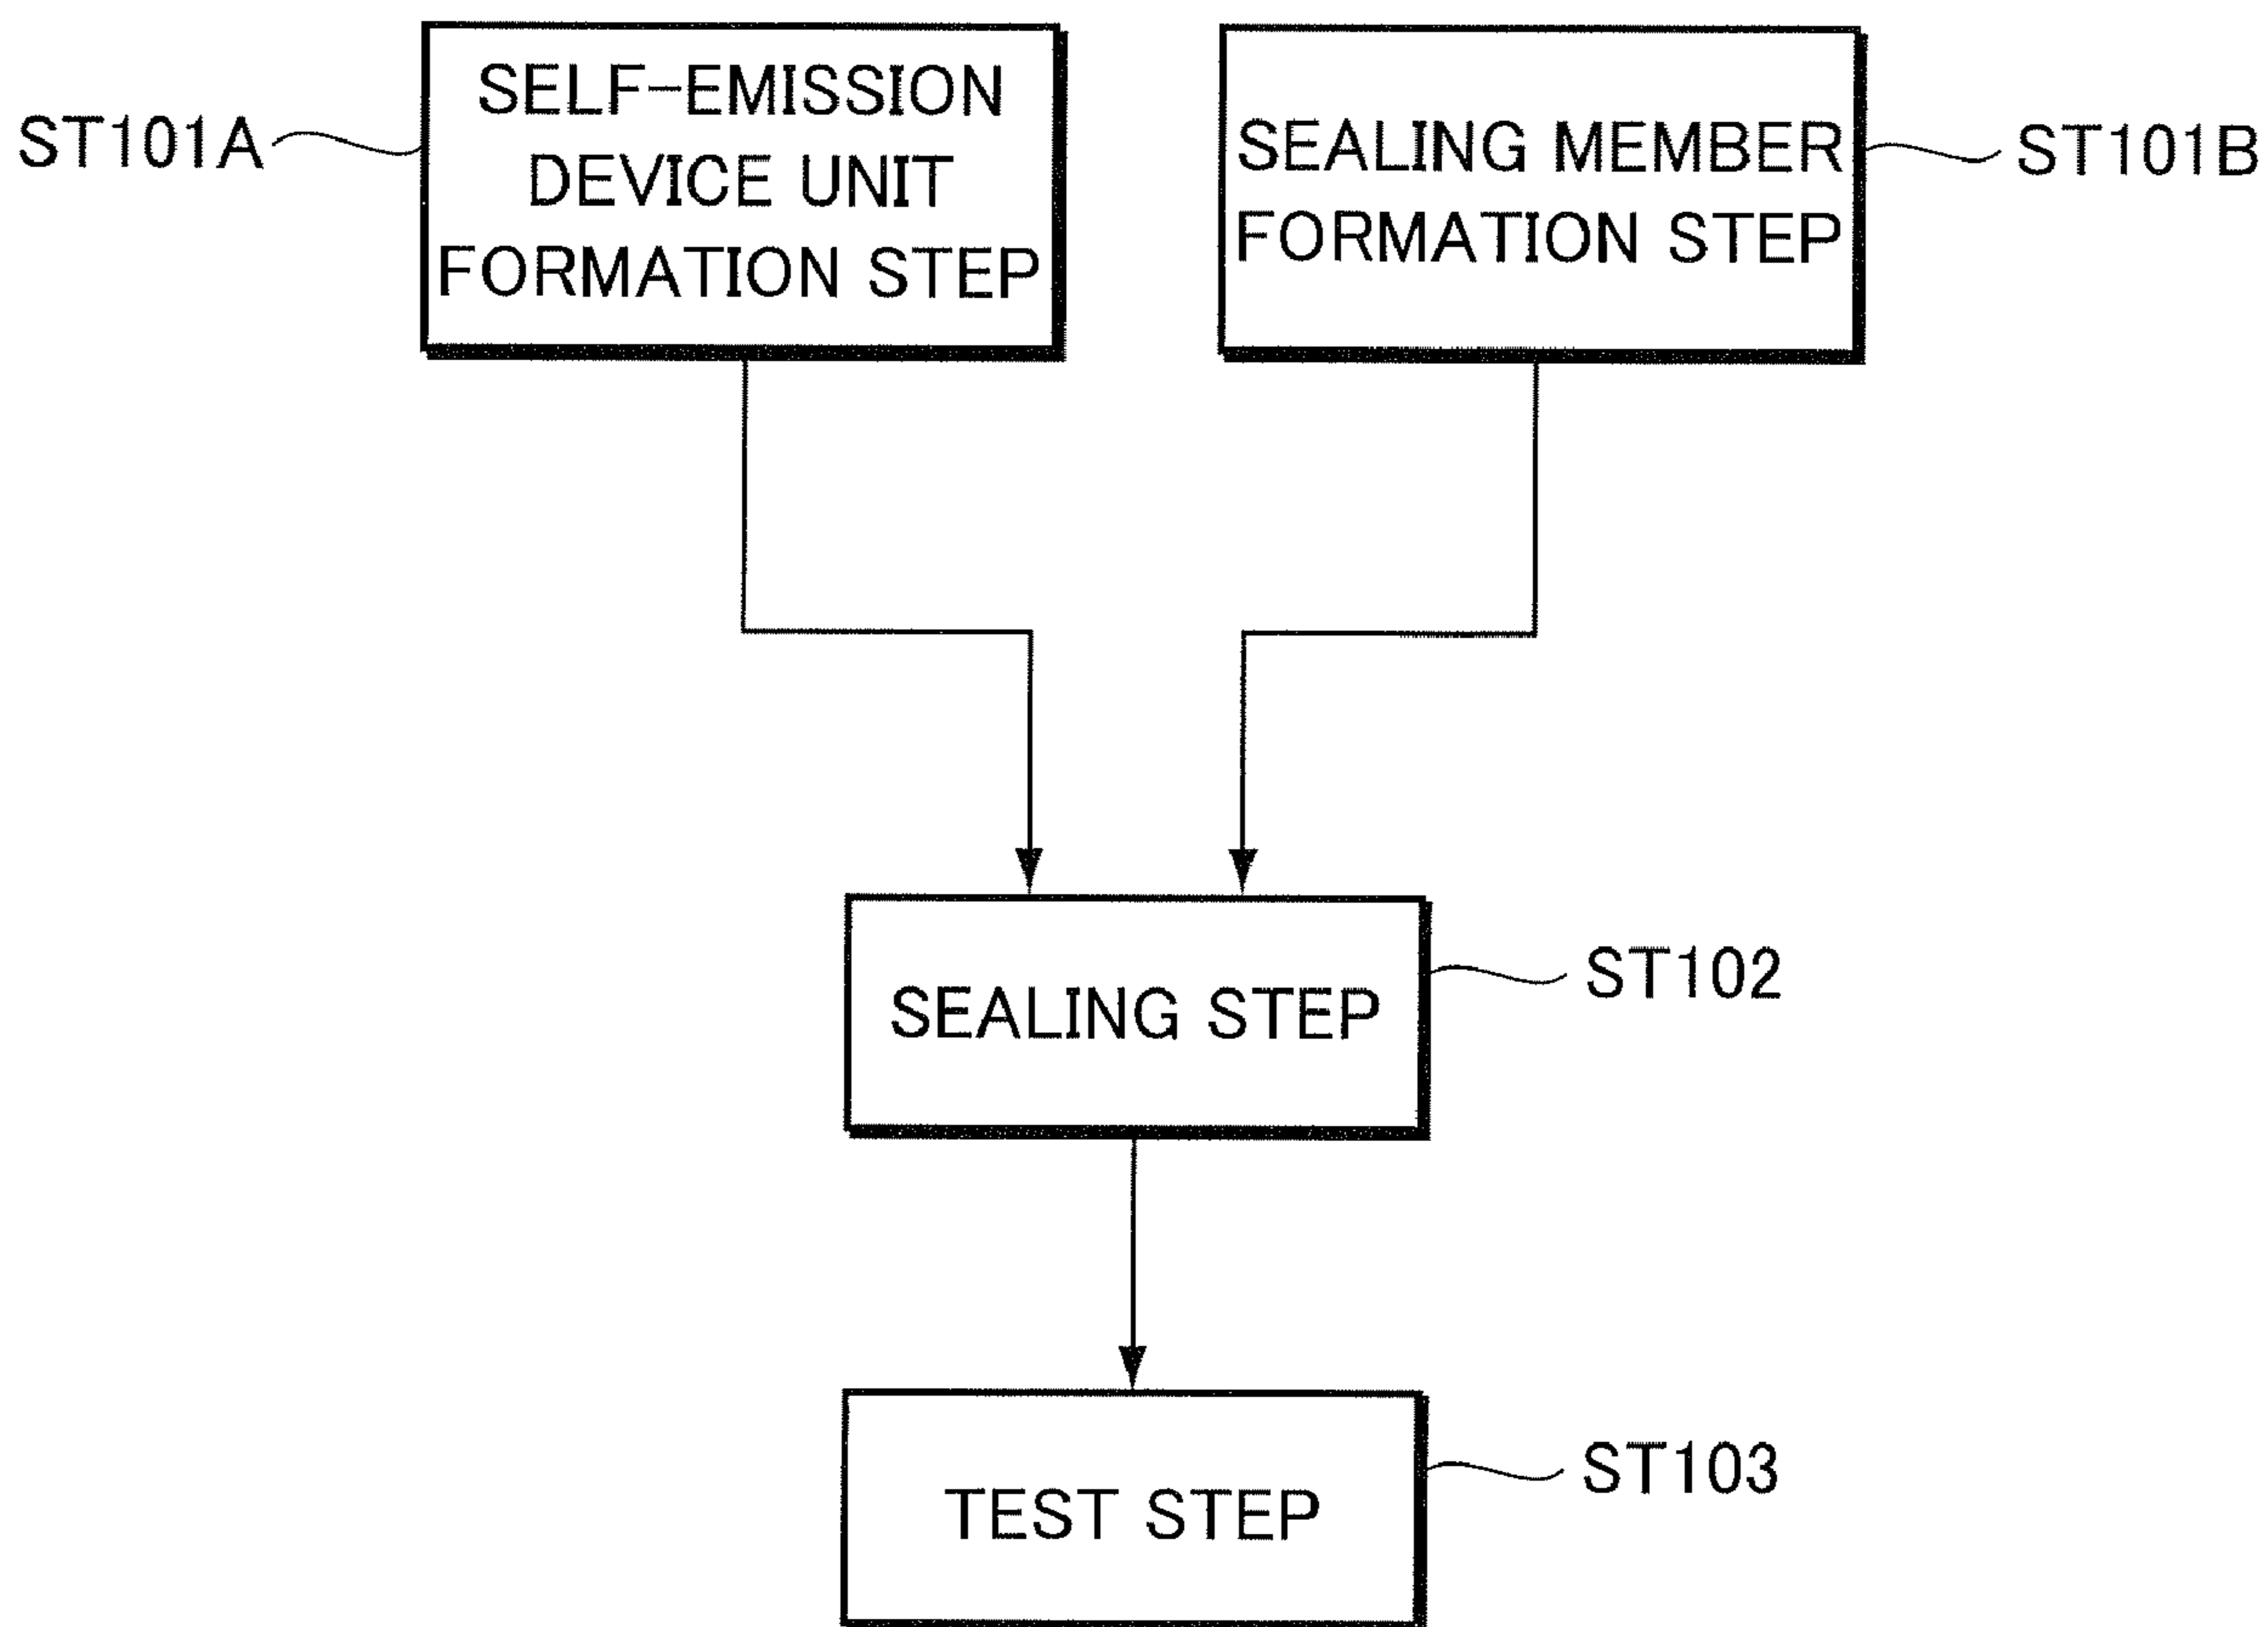 ST101A
SELF-EMISSION
DEVICE UNIT
FORMATION STEP
SEALING MEMBER
FORMATION STEP
ST101B
SEALING STEP
ST102
TEST STEP
ST103